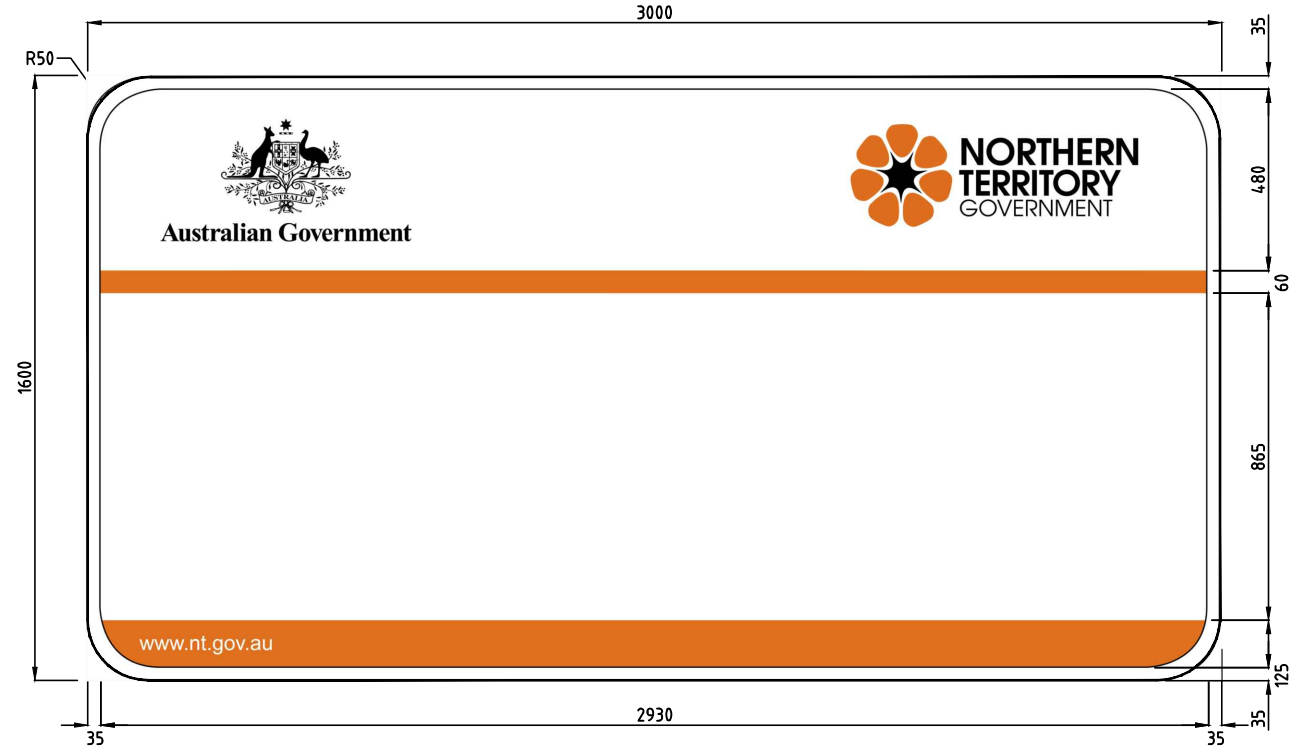 3000
35
R50
Australian Government
AUSTRALIA
NORTHERN
TERRITORY
GOVERNMENT
480
60
1600
865
www.nt.gov.au
125
35
2930
35
35